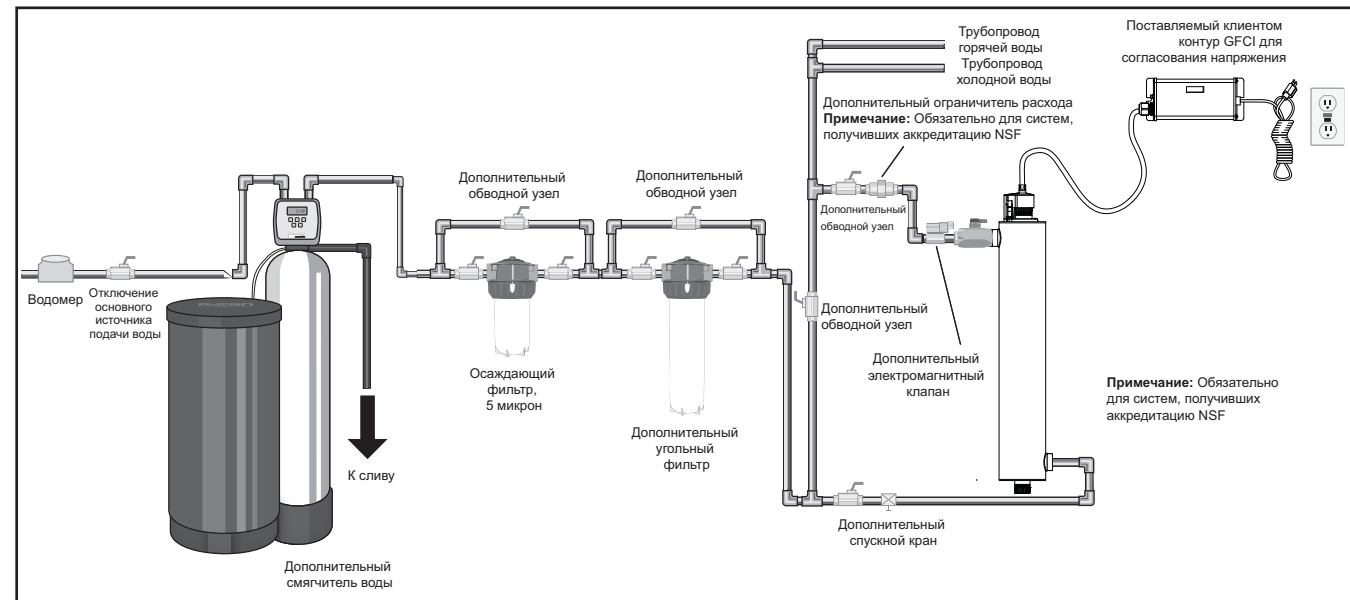 Трубопровод
горячей воды
Трубопровод
холодной воды
Поставляемый клиентом
контур GFCI для
согласования напряжения
Дополнительный ограничитель расхода
Примечание: Обязательно для систем,
получивших аккредитацию NSF
Дополнительный
обводной узел
Дополнительный
обводной узел
Дополнительный
обводной узел
Водомер
Отключение
основного
источника
подачи воды
Дополнительный
обводной узел
Осаждающий
фильтр,
5 микрон
Дополнительный
электромагнитный
клапан
Примечание: Обязательно
для систем, получивших
аккредитацию NSF
Дополнительный
угольный
фильтр
К сливу
Дополнительный
спускной кран
Дополнительный
смягчитель воды